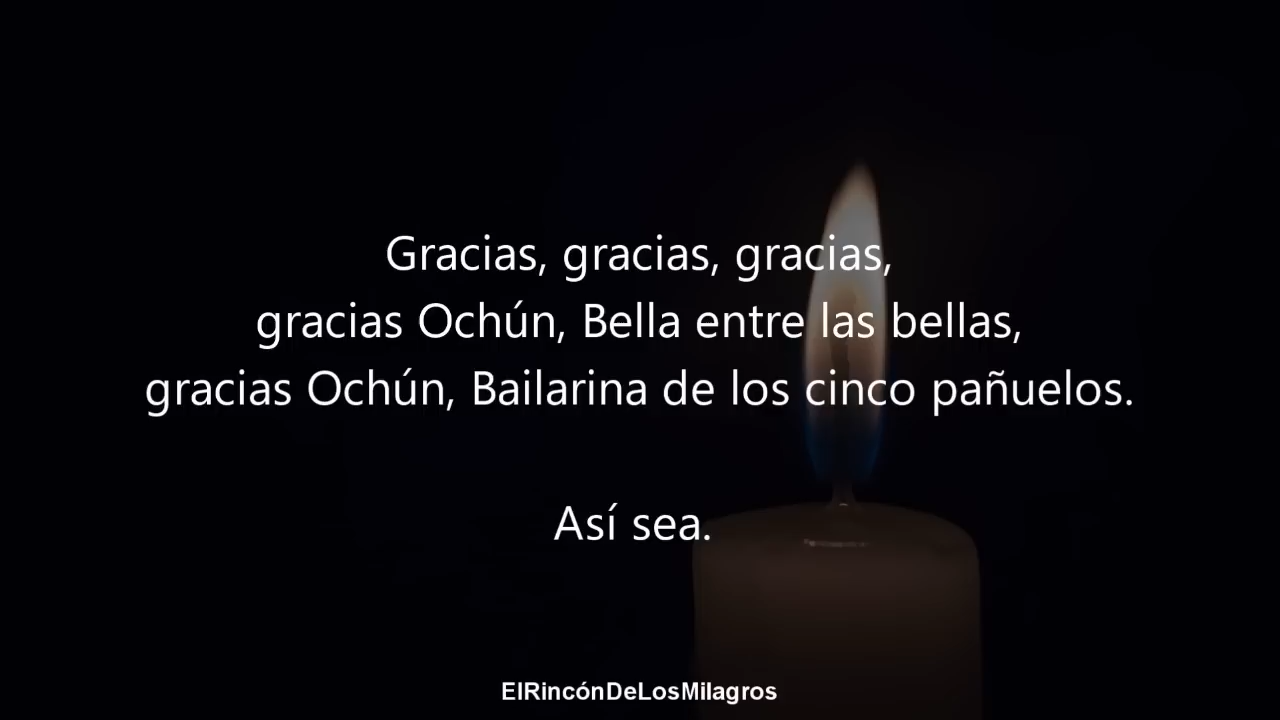 Gracias, gracias, gracias,
gracias Ochún, Bella entre las bellas,
gracias Ochún, Bailarina de los cinco pañuelos.
Así sea.
ElRincónDeLosMilagros